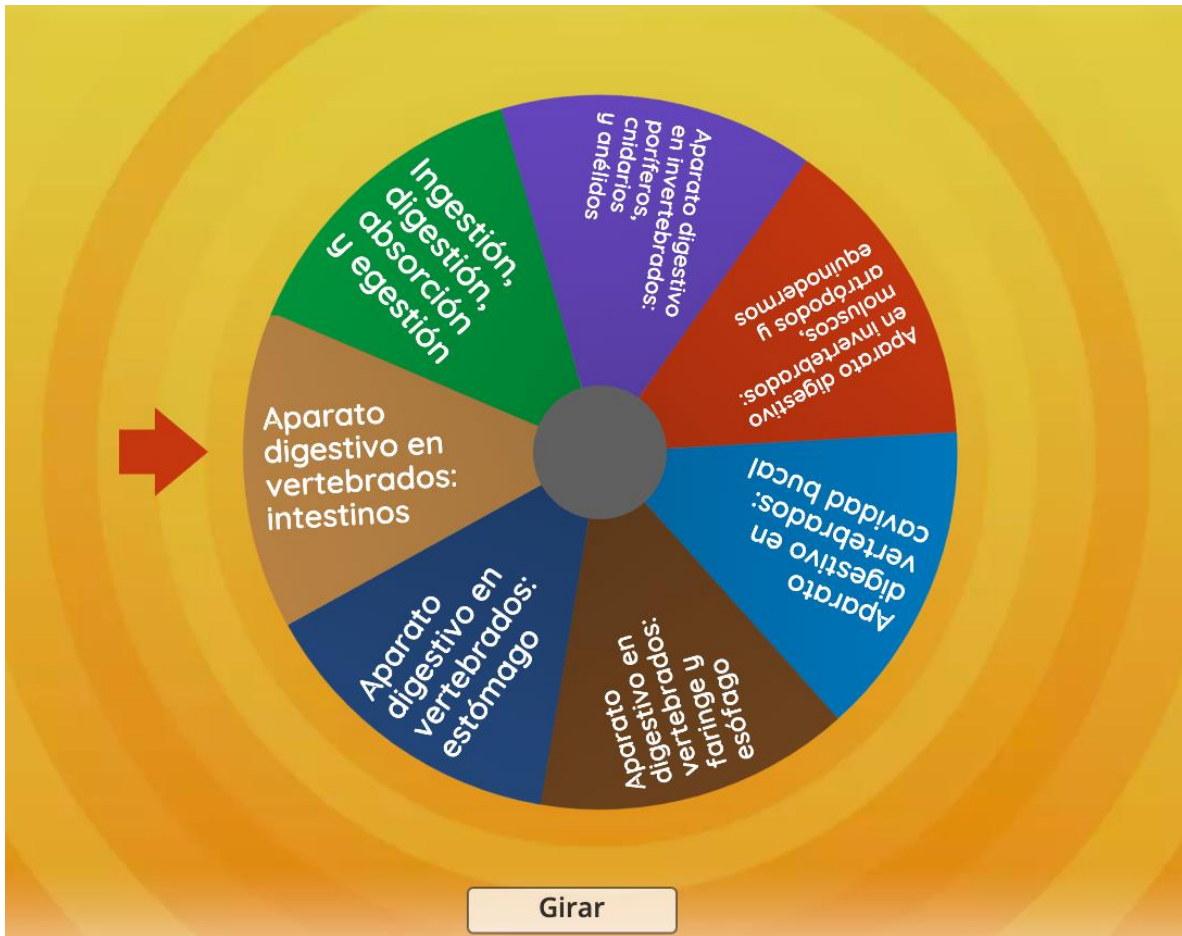 Aparato digestivo
en invertebrados:
poríferos,
cnidarios
y anélidos
Aparato digestivo
en invertebrados:
moluscos,
artrópodos y
equinodermos
Aparato
digestivo en
vertebrados:
cavidad bucal
Aparato
digestivo en
vertebrados:
faringe y
esófago
Aparato
digestivo en
vertebrados:
estómago
Aparato
digestivo en
vertebrados:
intestinos
Ingestión,
digestión,
absorción
y egestión
Girar